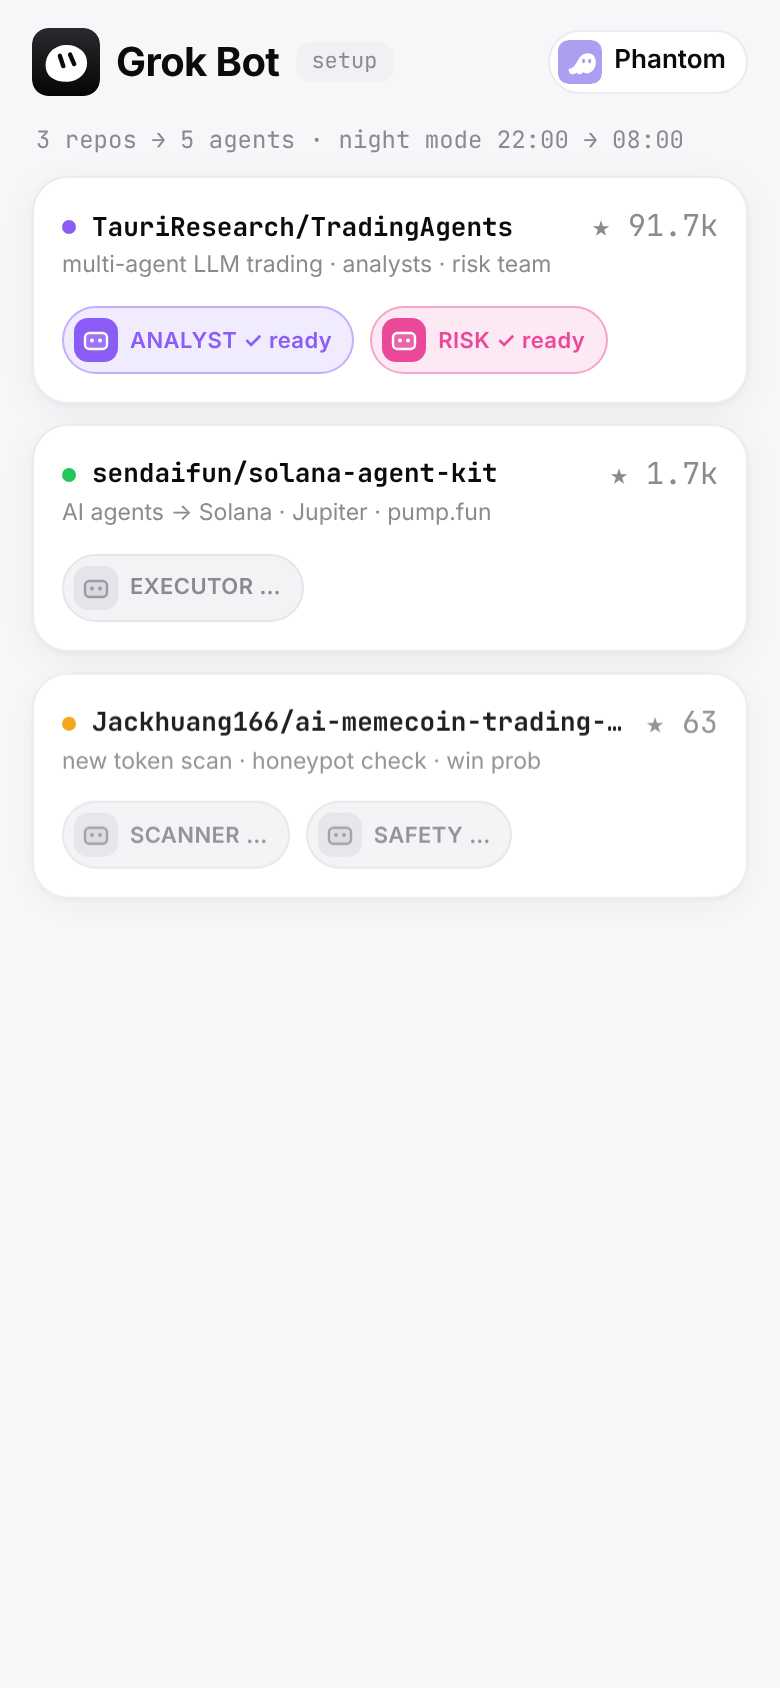 Grok Bot setup Phantom
3 repos → 5 agents · night mode 22:00 → 08:00
TauriResearch/TradingAgents ★ 91.7k
multi-agent LLM trading · analysts · risk team
ANALYST ✓ ready RISK ✓ ready
sendaifun/solana-agent-kit ★ 1.7k
AI agents → Solana · Jupiter · pump.fun
EXECUTOR ...
Jackhuang166/ai-memecoin-trading-… ★ 63
new token scan · honeypot check · win prob
SCANNER ... SAFETY ...